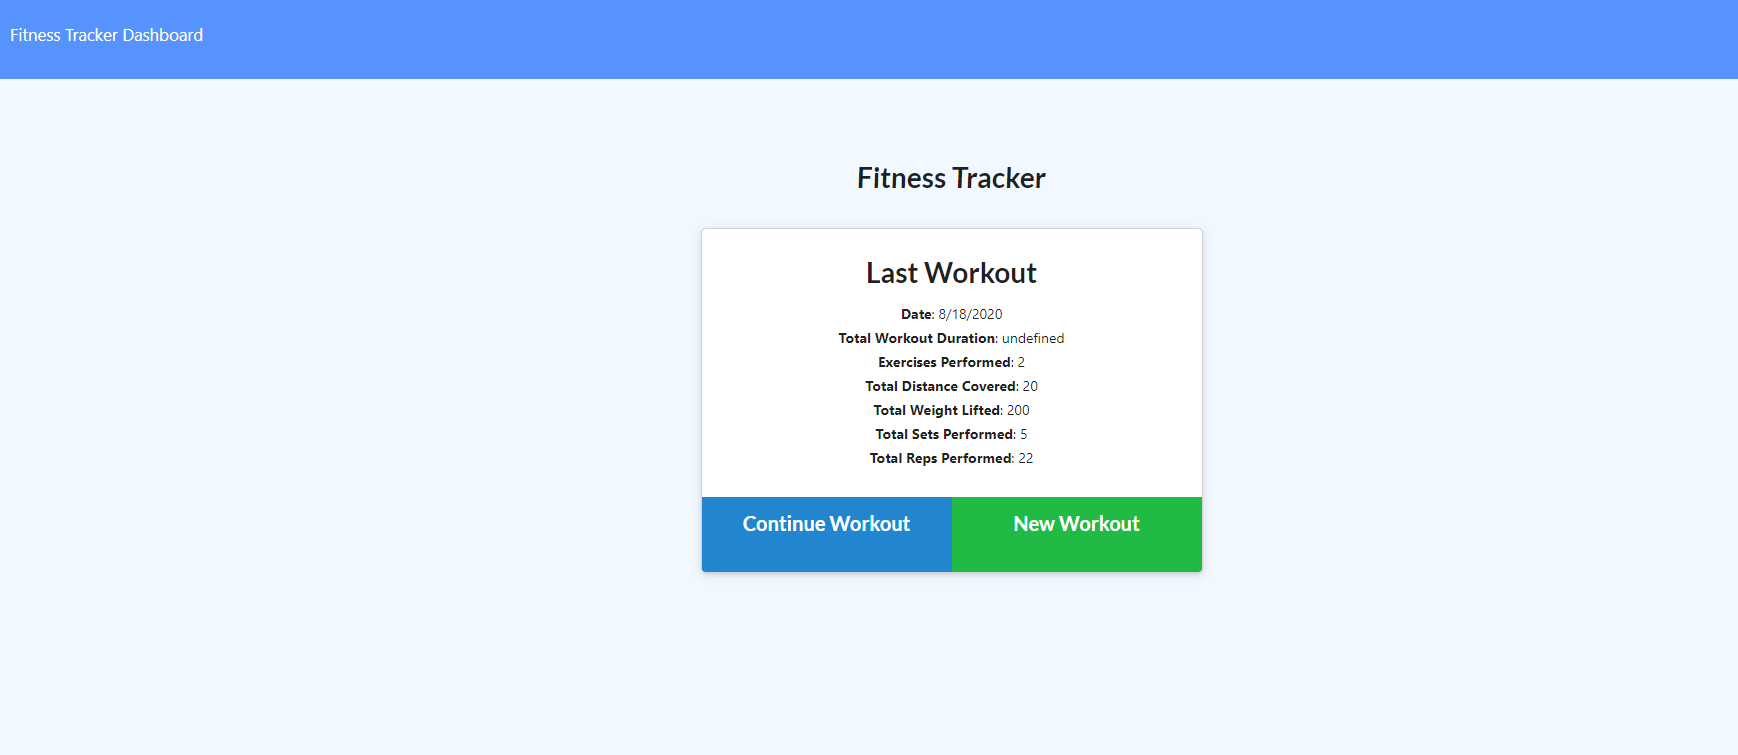 Fitness Tracker Dashboard
Fitness Tracker
Last Workout
Date: 8/18/2020
Total Workout Duration: undefined
Exercises Performed: 2
Total Distance Covered: 20
Total Weight Lifted: 200
Total Sets Performed: 5
Total Reps Performed: 22
Continue Workout New Workout